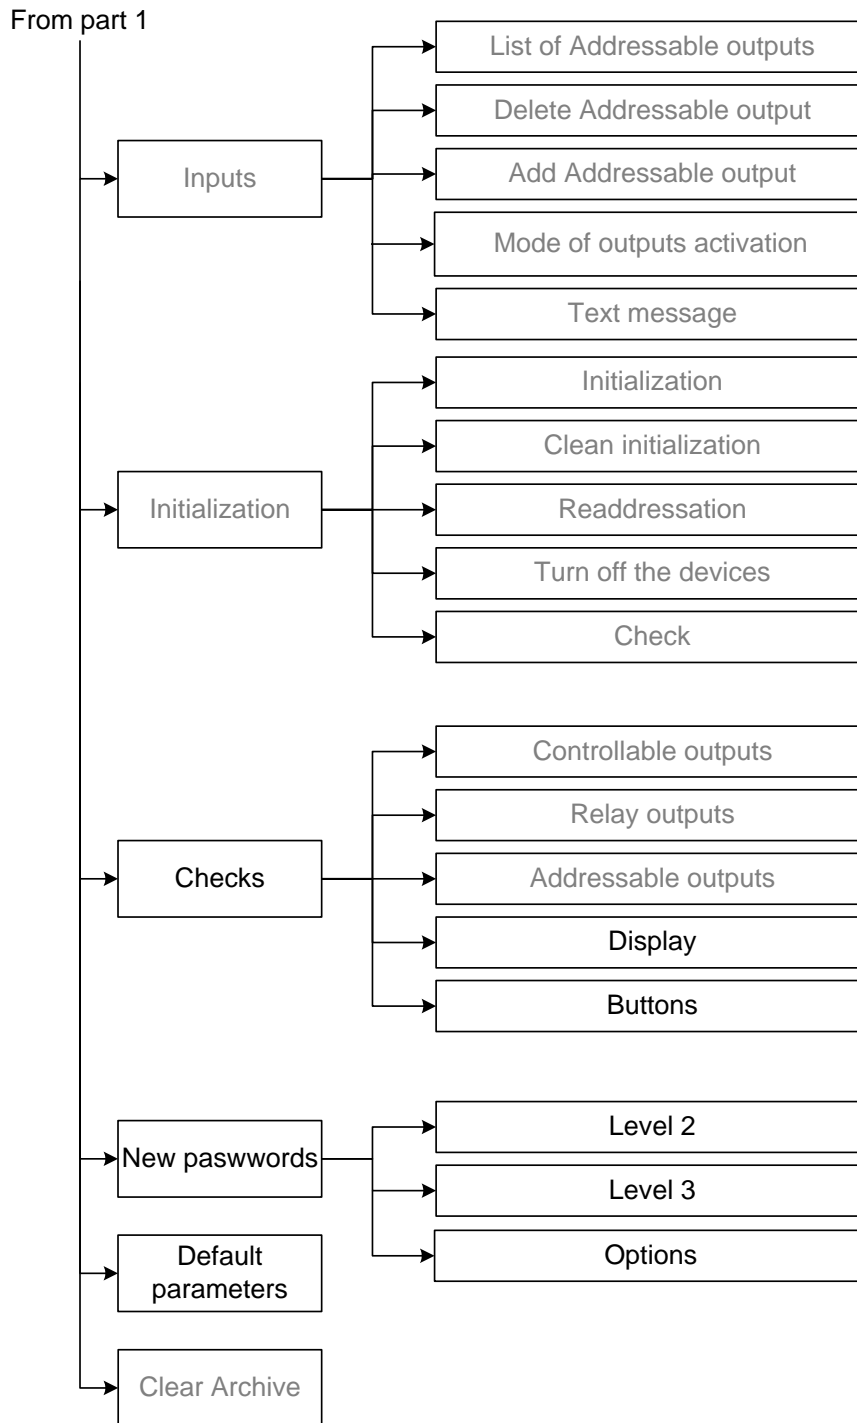 From part 1
Inputs
List of Addressable outputs
Delete Addressable output
Add Addressable output
Mode of outputs activation
Text message
Initialization
Initialization
Clean initialization
Readdressation
Turn off the devices
Check
Checks
Controllable outputs
Relay outputs
Addressable outputs
Display
Buttons
New paswwords
Level 2
Level 3
Options
Default
parameters
Clear Archive